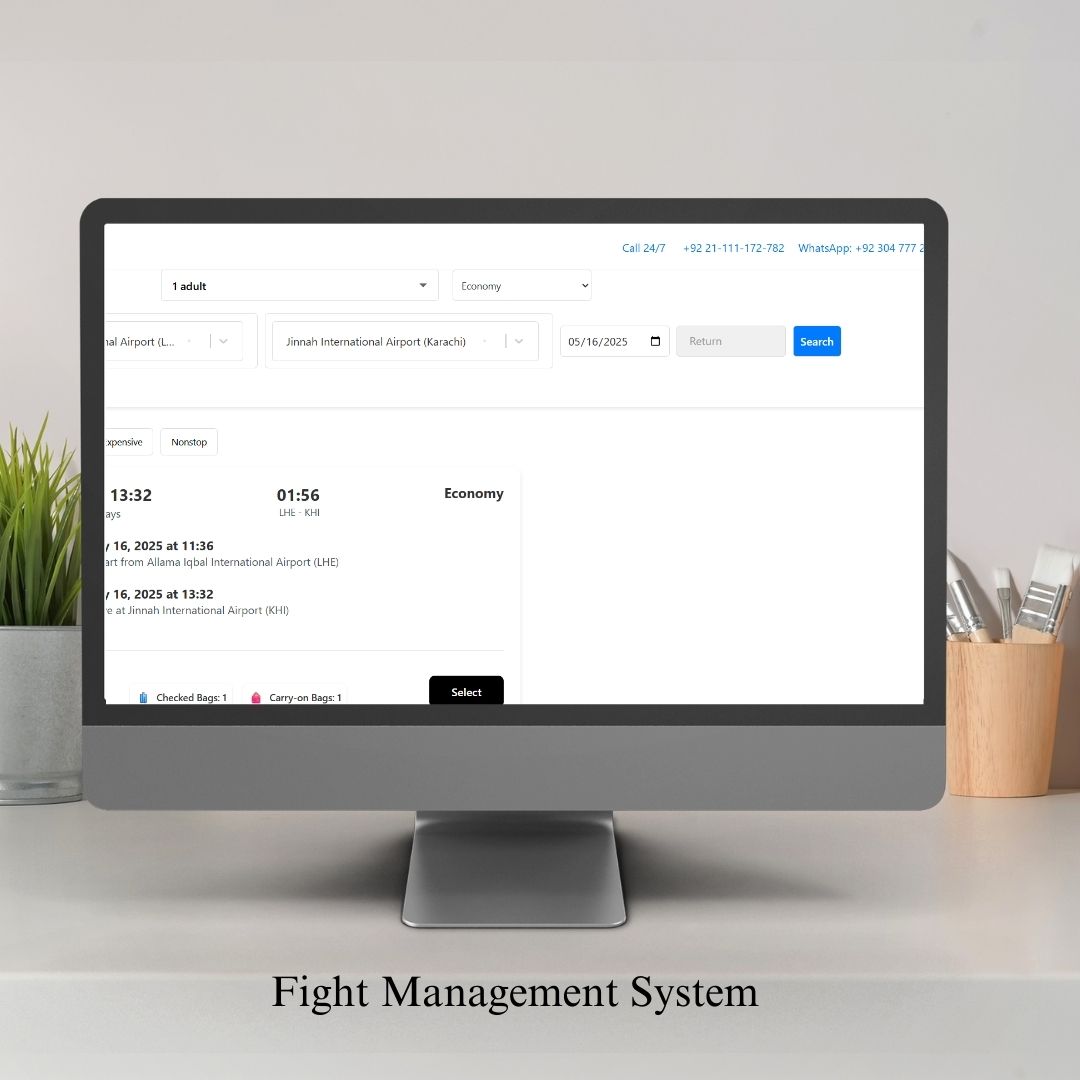 Call 24/7 +92 21-111-172-782 WhatsApp: +92 304 777 2
1 adult Economy
nal Airport (L... Jinnah International Airport (Karachi) 05/16/2025 Return Search
xpensive Nonstop
13:32 01:56 Economy
ays LHE - KHI
y 16, 2025 at 11:36
art from Allama Iqbal International Airport (LHE)
y 16, 2025 at 13:32
e at Jinnah International Airport (KHI)
Checked Bags: 1 Carry-on Bags: 1 Select
Fight Management System